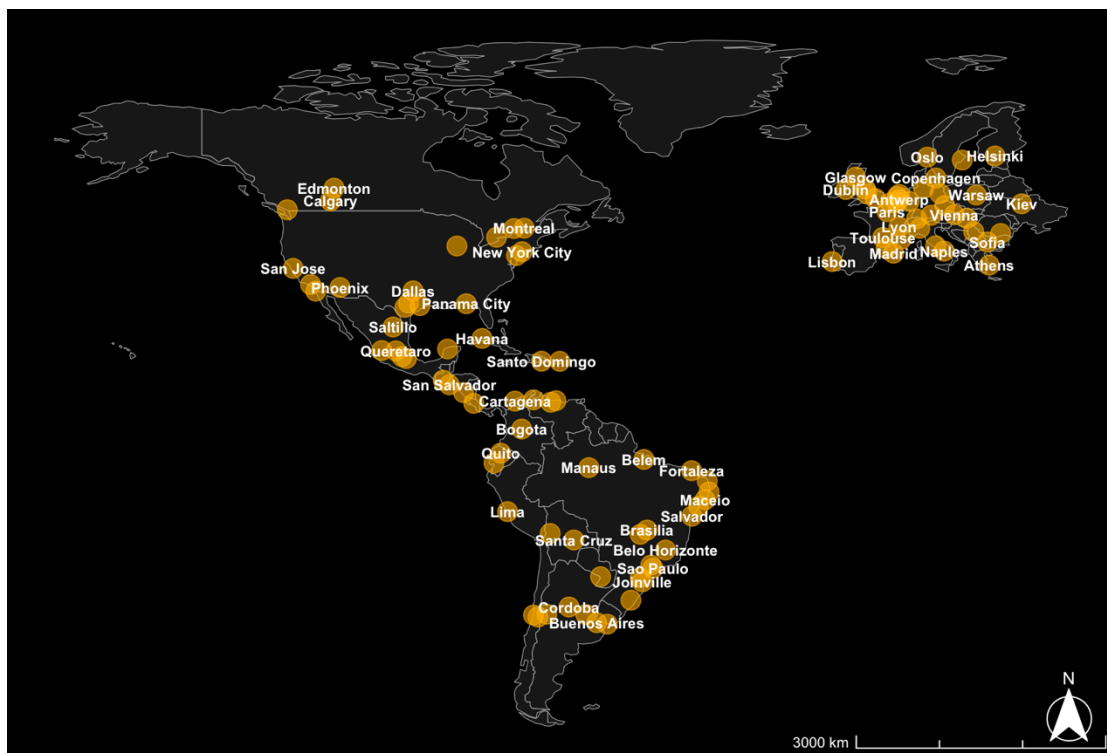 Oslo
Helsinki
Glasgow
Copenhagen
Dublin
Edmonton
Antwerp
Warsaw
Calgary
Kiev
Paris
Vienna
Montreal
Lyon
Toulouse
Sofia
New York City
Madrid
Naples
Lisbon
Athens
San Jose
Phoenix
Dallas
Panama City
Saltillo
Havana
Queretaro
Santo Domingo
San Salvador
Cartagena
Bogota
Quito
Manaus
Belem
Fortaleza
Maceio
Lima
Salvador
Brasilia
Santa Cruz
Belo Horizonte
Sao Paulo
Joinville
Cordoba
Buenos Aires
N
3000 km